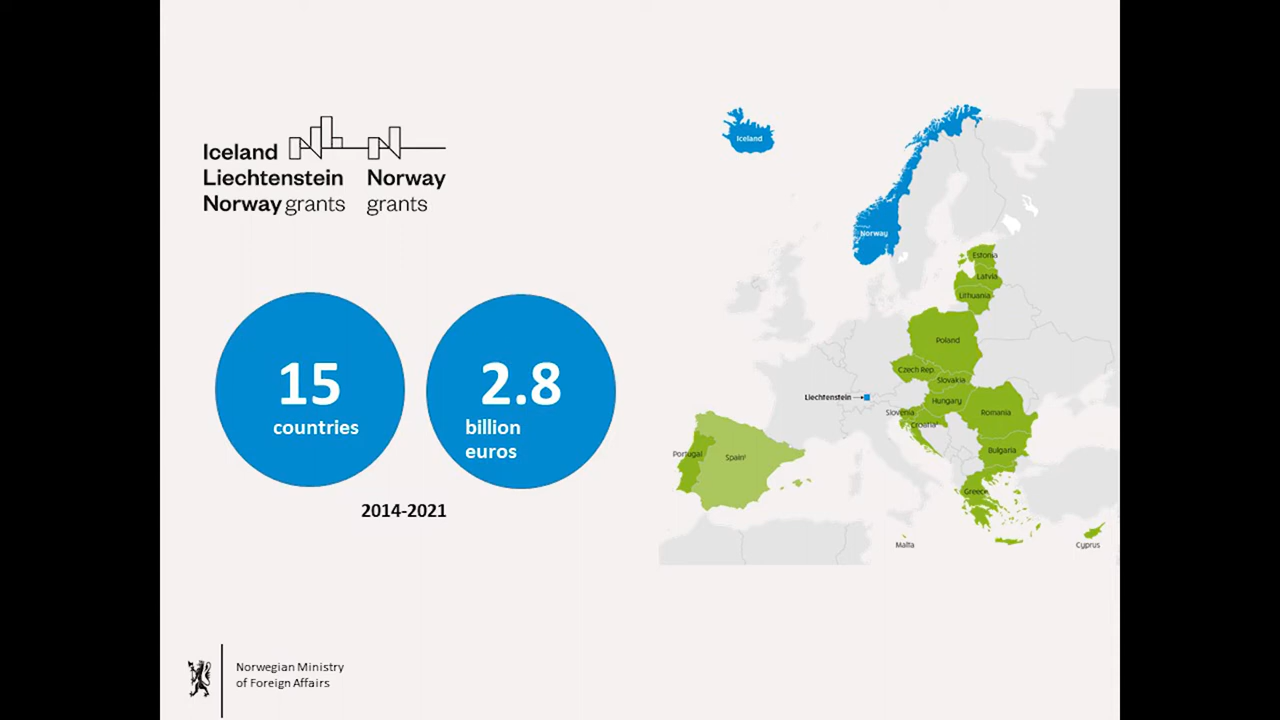 Iceland
Liechtenstein
Norway grants
Norway
grants
15
countries
2.8
billion
euros
2014-2021
Iceland
Norway
Estonia
Latvia
Lithuania
Poland
Czech Rep.
Slovakia
Liechtenstein
Hungary
Slovenia
Romania
Croatia
Bulgaria
Portugal
Spain¹
Greece
Malta
Cyprus
Norwegian Ministry
of Foreign Affairs